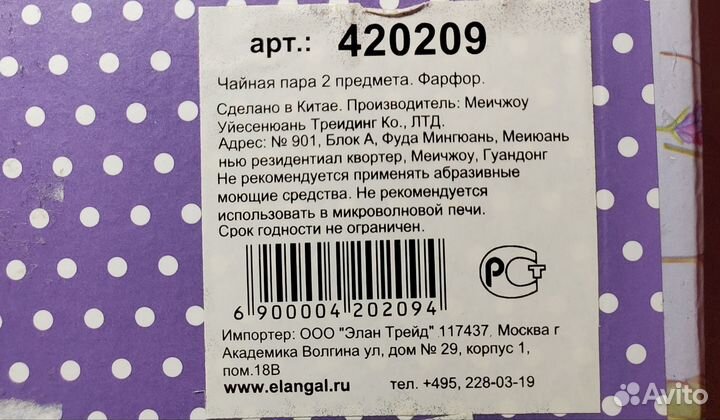 арт.: 420209
Чайная пара 2 предмета. Фарфор.
Сделано в Китае. Производитель: Меичжоу
Уйесенюань Треидинг Ко., ЛТД.
Адрес: № 901, Блок А, Фуда Мингюань, Меиюань
нью резидентиал квортер, Меичжоу, Гуандонг
Не рекомендуется применять абразивные
моющие средства. Не рекомендуется
использовать в микроволновой печи.
Срок годности не ограничен.
6 900004 202094
РСТ
Импортер: ООО "Элан Трейд" 117437, Москва г
Академика Волгина ул, дом № 29, корпус 1,
пом.18В
www.elangal.ru тел. +495, 228-03-19
Avito